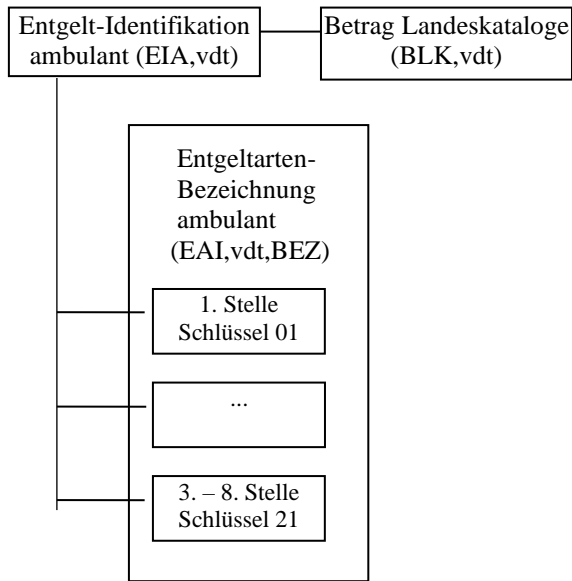 Entgelt-Identifikation
ambulant (EIA,vdt)
Betrag Landeskataloge
(BLK,vdt)
Entgeltarten-
Bezeichnung
ambulant
(EAI,vdt,BEZ)
1. Stelle
Schlüssel 01
...
3. – 8. Stelle
Schlüssel 21